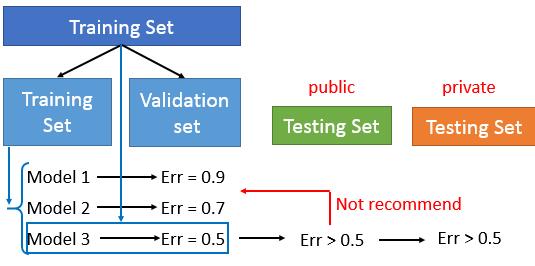 Training Set
Training Set
Validation set
public
Testing Set
private
Testing Set
Model 1
Err = 0.9
Model 2
Err = 0.7
Not recommend
Model 3
Err = 0.5
Err > 0.5
Err > 0.5